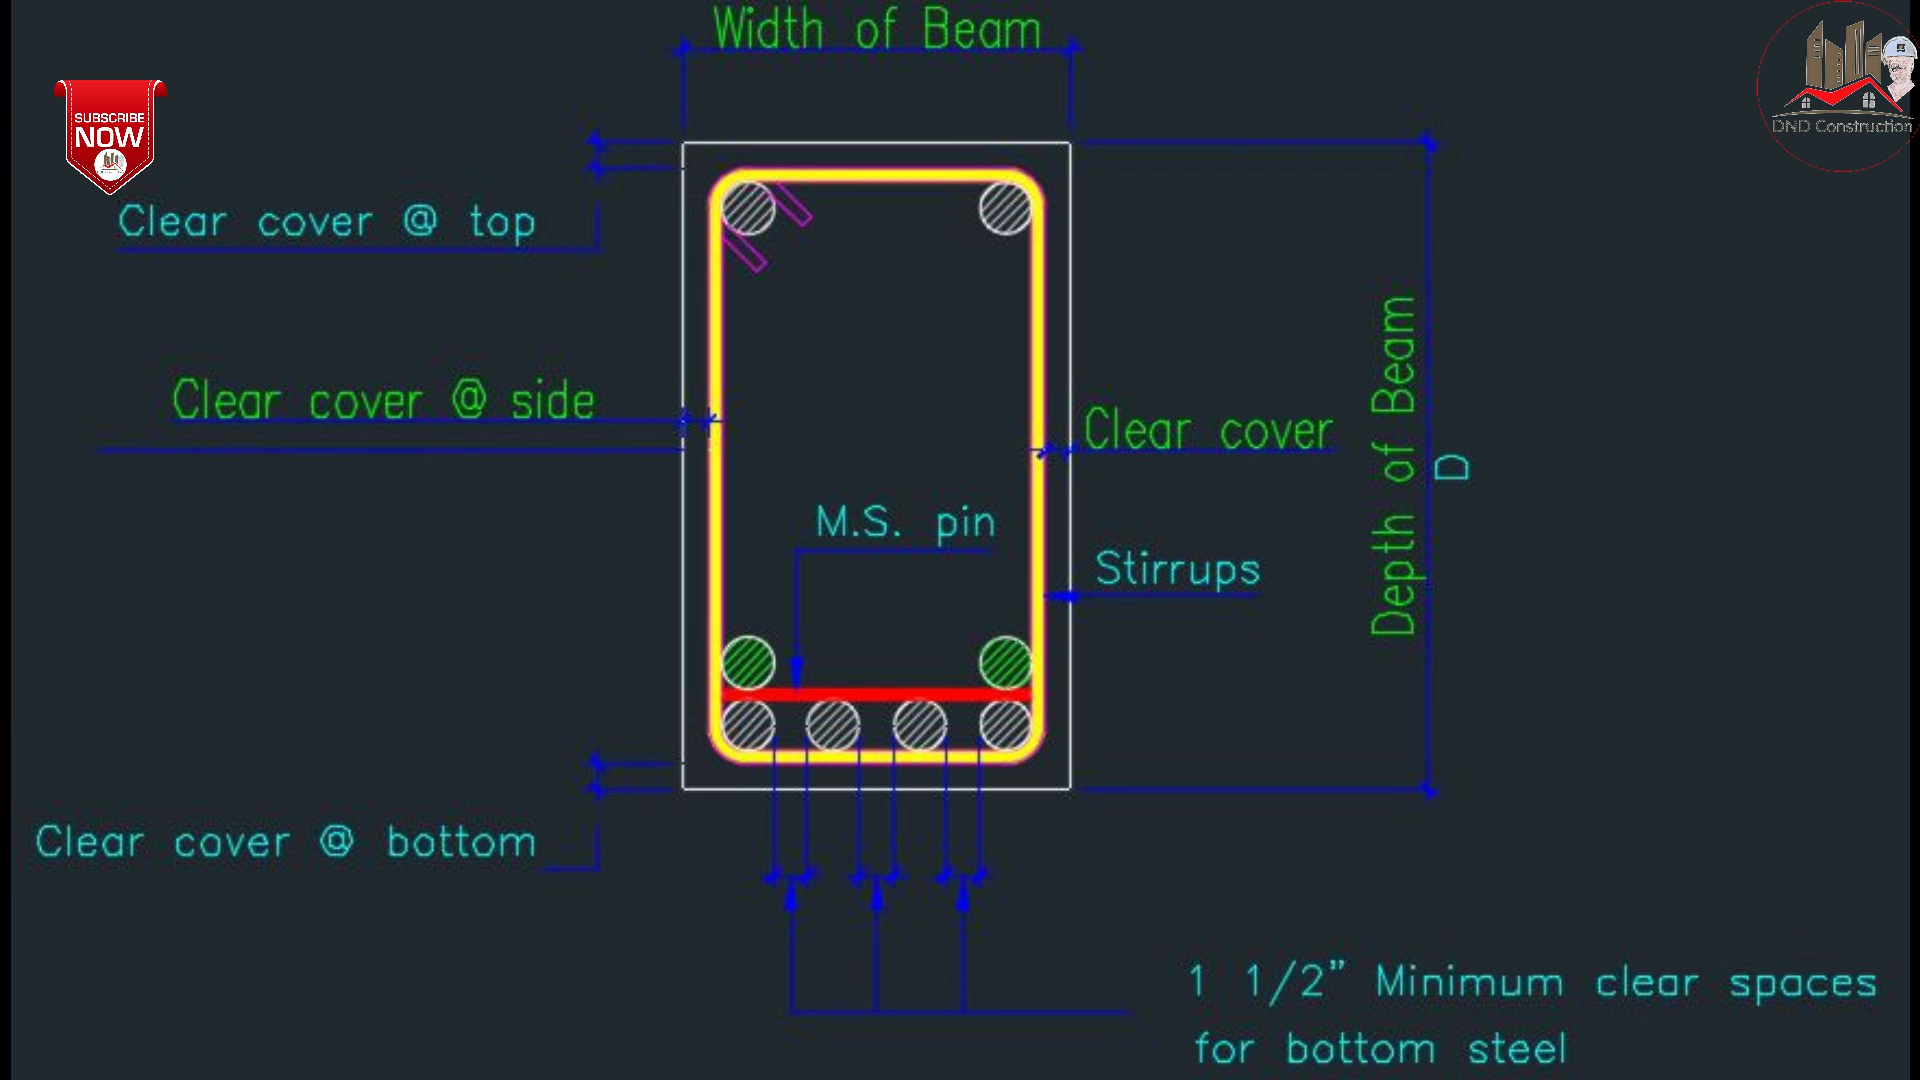 Width of Beam
SUBSCRIBE
NOW
DND Construction
Clear cover @ top
Clear cover @ side
Clear cover
Depth of Beam
D
M.S. pin
Stirrups
Clear cover @ bottom
1 1/2” Minimum clear spaces
for bottom steel